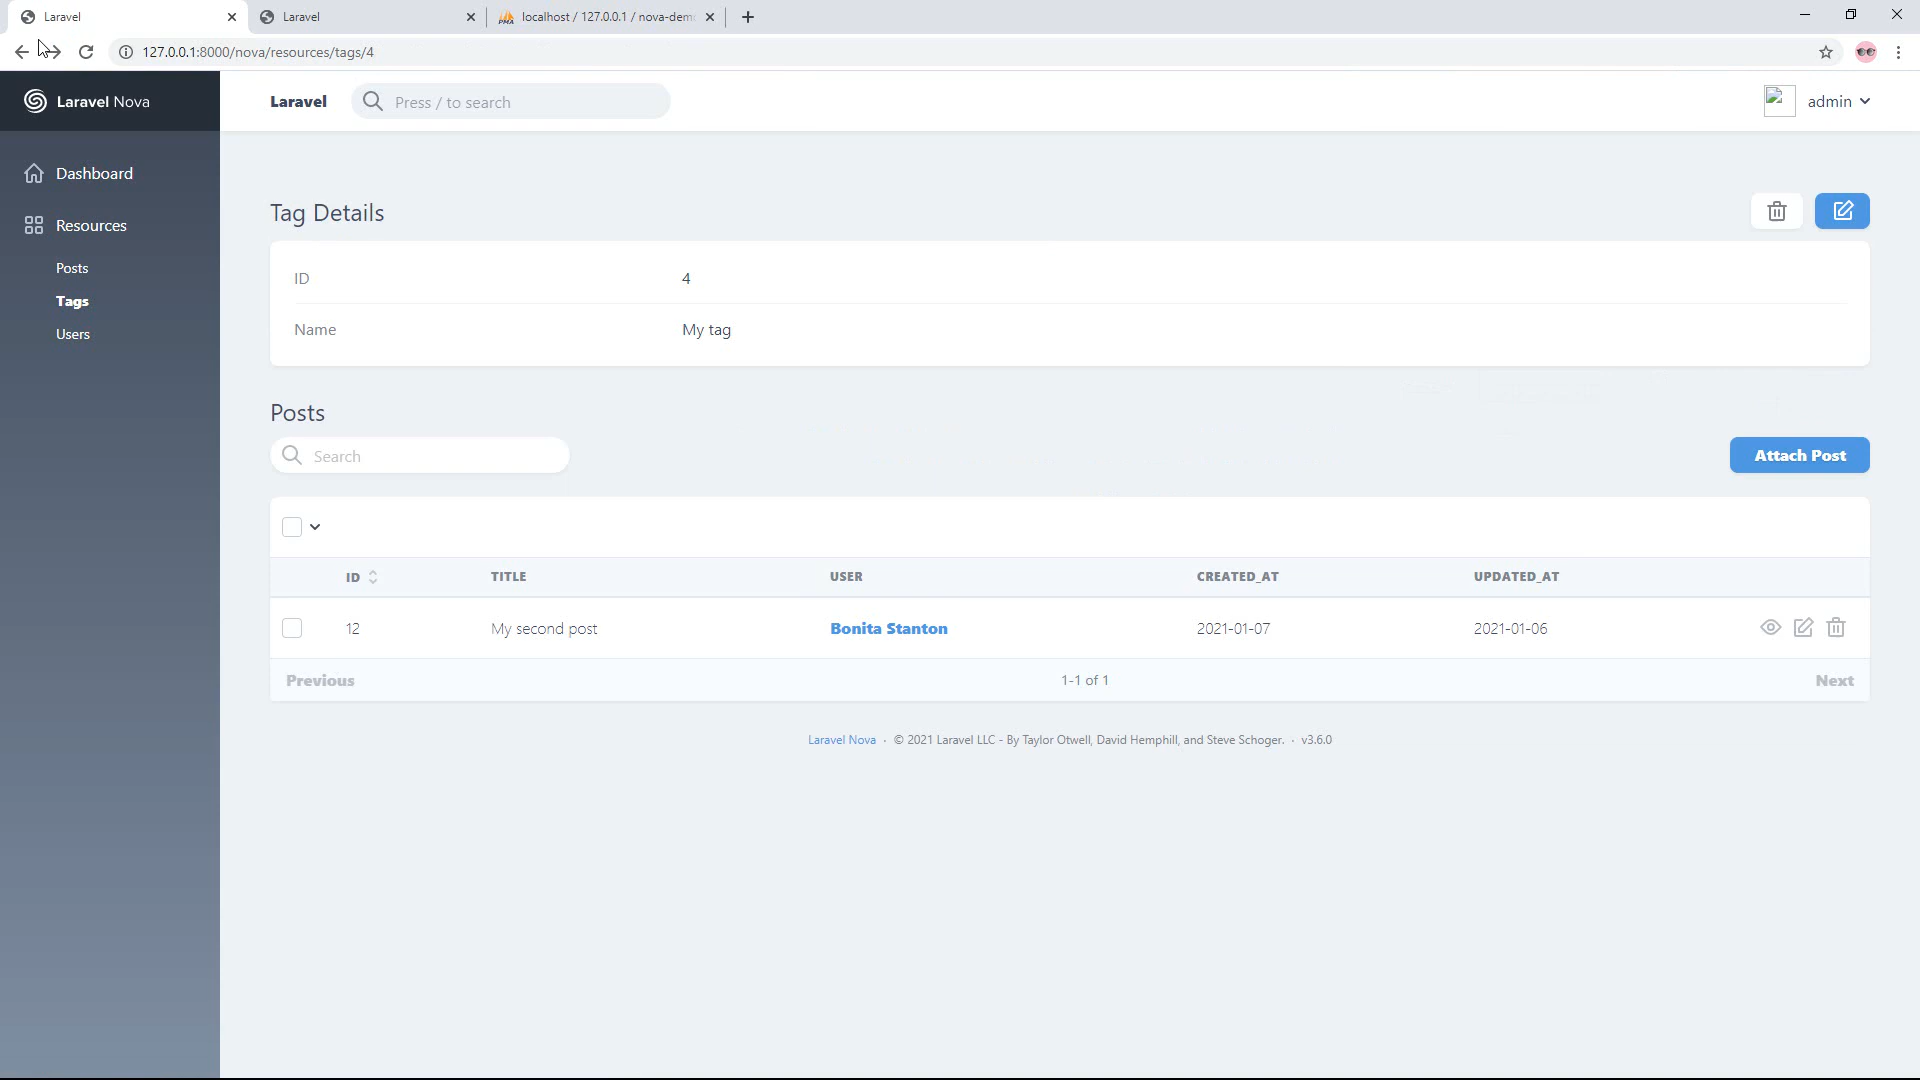 Laravel
Laravel
localhost / 127.0.0.1 / nova-dem
127.0.0.1:8000/nova/resources/tags/4
Laravel Nova
Laravel
Press / to search
admin
Dashboard
Resources
Posts
Tags
Users
Tag Details
ID
4
Name
My tag
Posts
Search
Attach Post
ID
TITLE
USER
CREATED_AT
UPDATED_AT
12
My second post
Bonita Stanton
2021-01-07
2021-01-06
Previous
1-1 of 1
Next
Laravel Nova · © 2021 Laravel LLC - By Taylor Otwell, David Hemphill, and Steve Schoger. · v3.6.0